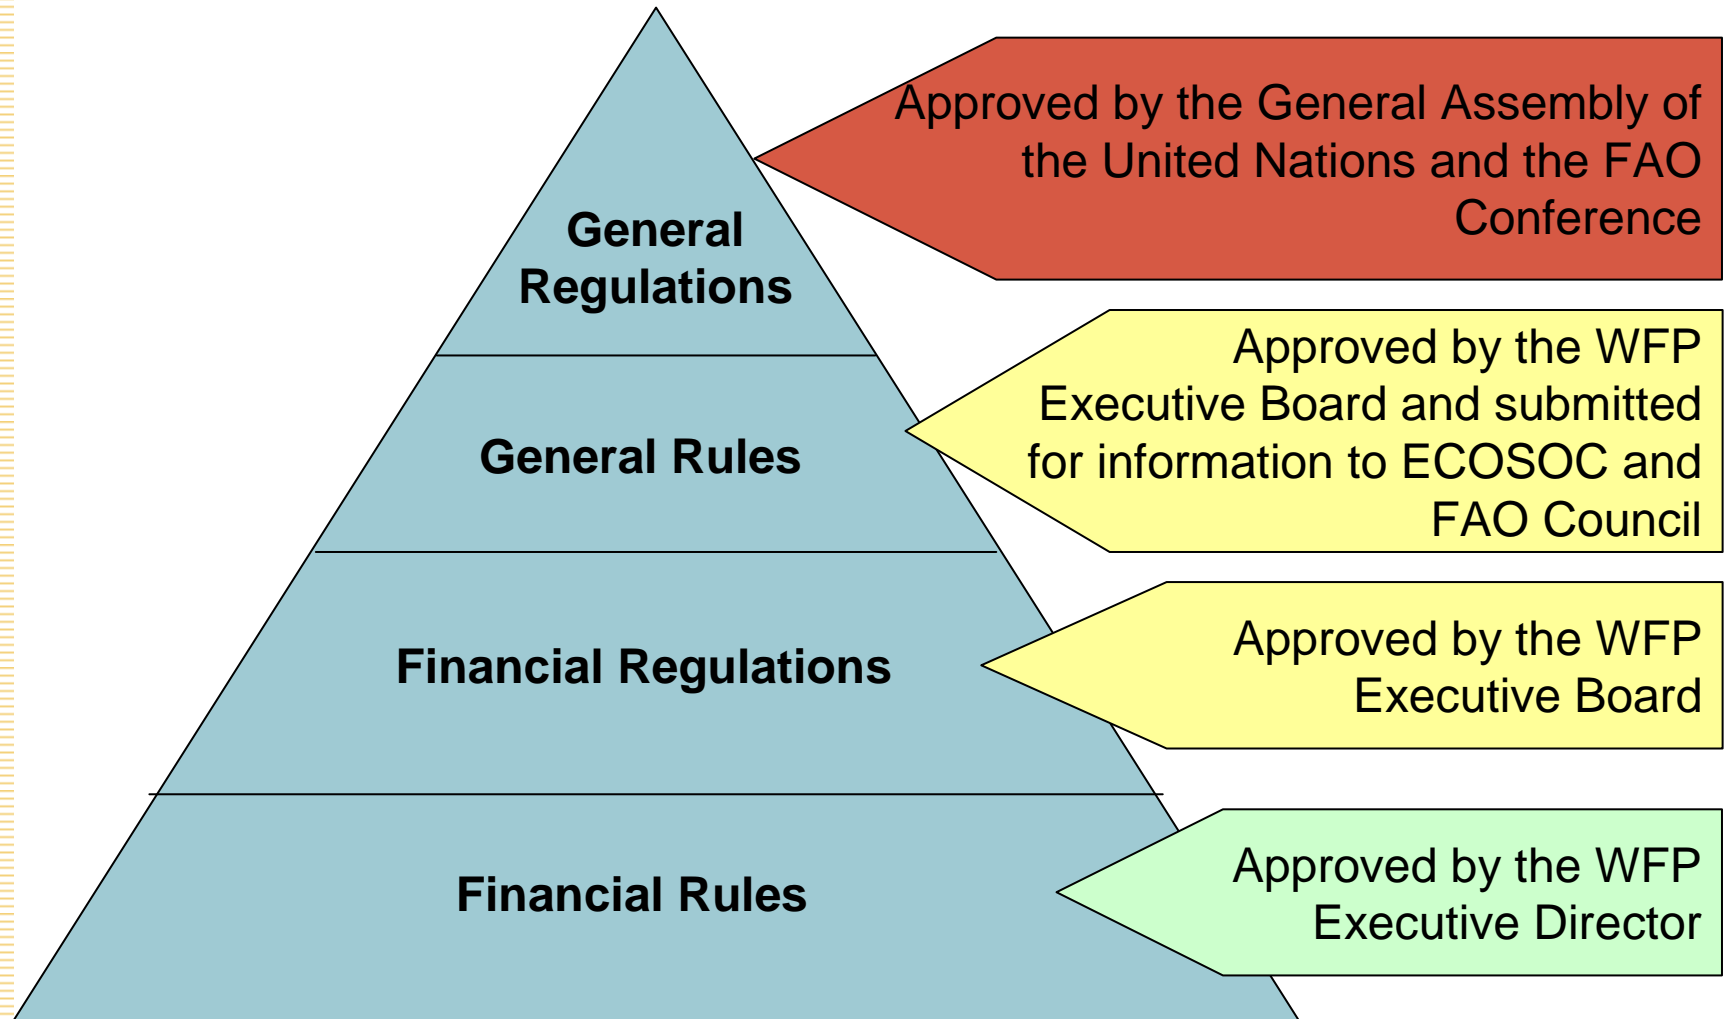 General
Regulations
Approved by the General Assembly of
the United Nations and the FAO
Conference
General Rules
Approved by the WFP
Executive Board and submitted
for information to ECOSOC and
FAO Council
Financial Regulations
Approved by the WFP
Executive Board
Financial Rules
Approved by the WFP
Executive Director